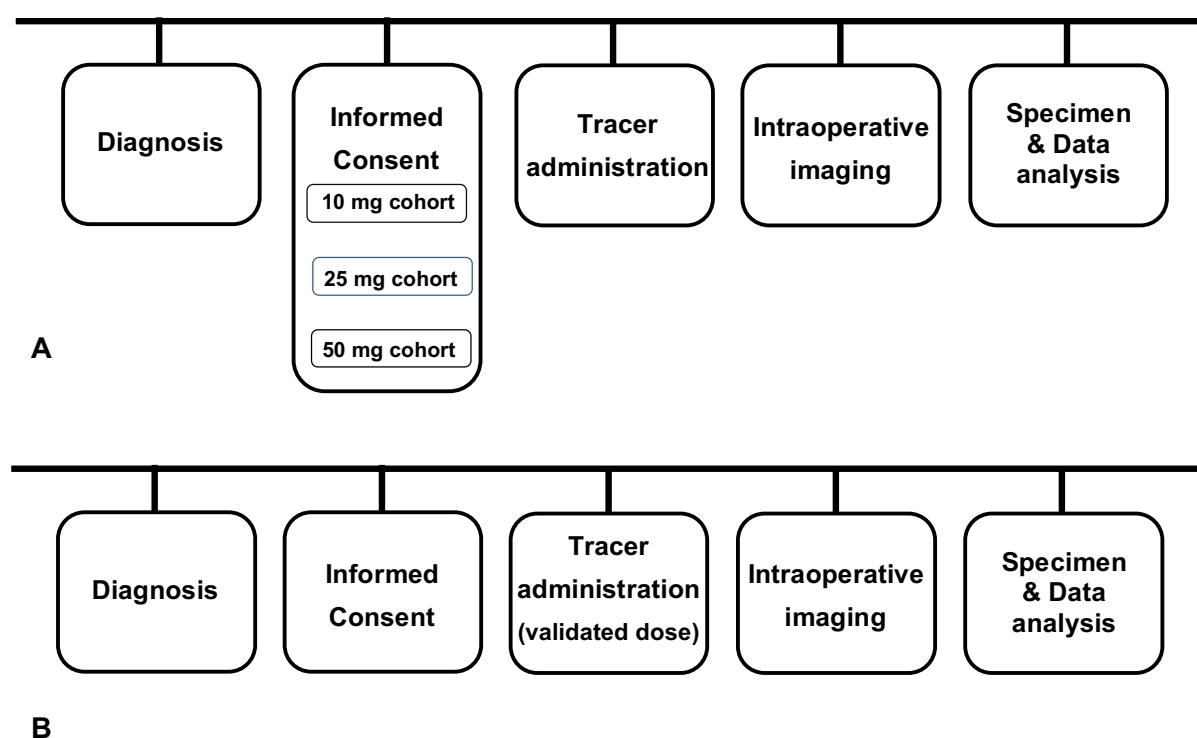 Diagnosis
Informed
Consent
10 mg cohort
25 mg cohort
50 mg cohort
Tracer
administration
Intraoperative
imaging
Specimen
& Data
analysis
A
Diagnosis
Informed
Consent
Tracer
administration
(validated dose)
Intraoperative
imaging
Specimen
& Data
analysis
B